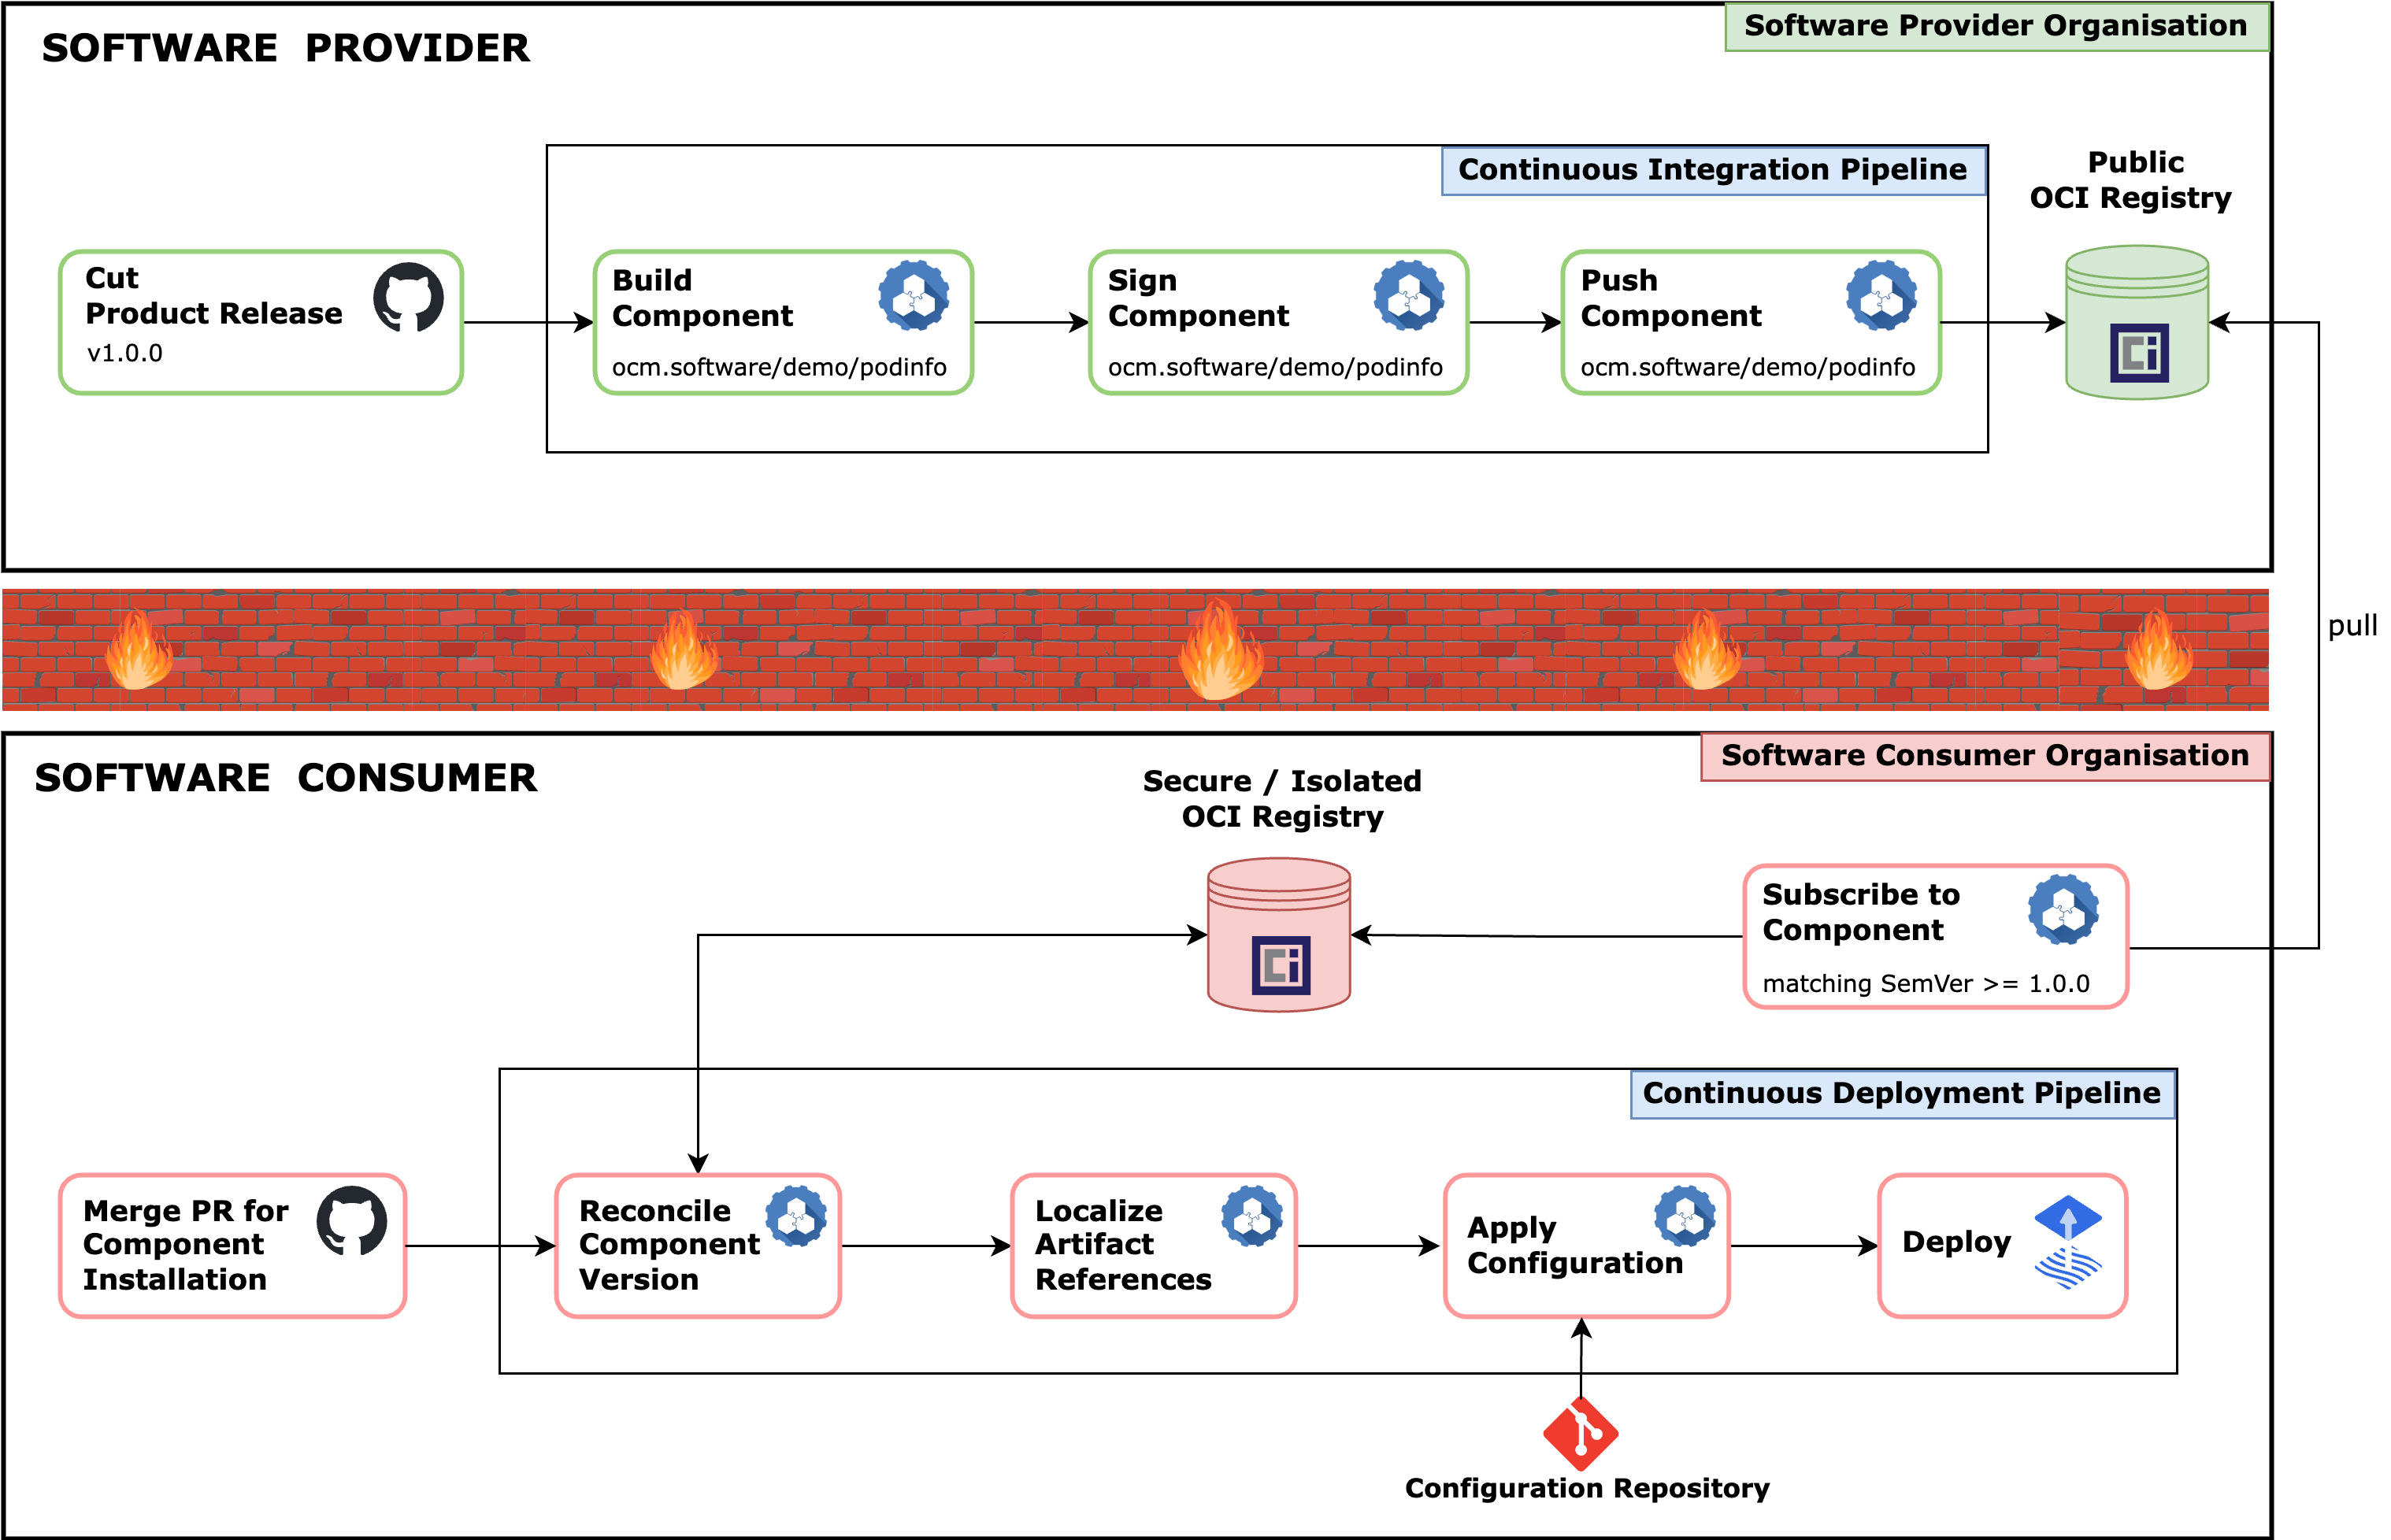 Software Provider Organisation
SOFTWARE PROVIDER
Continuous Integration Pipeline
Public
OCI Registry
Cut
Product Release
v1.0.0
Build
Component
ocm.software/demo/podinfo
Sign
Component
ocm.software/demo/podinfo
Push
Component
ocm.software/demo/podinfo
Ci
pull
Software Consumer Organisation
SOFTWARE CONSUMER
Secure / Isolated
OCI Registry
Ci
Subscribe to
Component
matching SemVer >= 1.0.0
Continuous Deployment Pipeline
Merge PR for
Component
Installation
Reconcile
Component
Version
Localize
Artifact
References
Apply
Configuration
Deploy
Configuration Repository